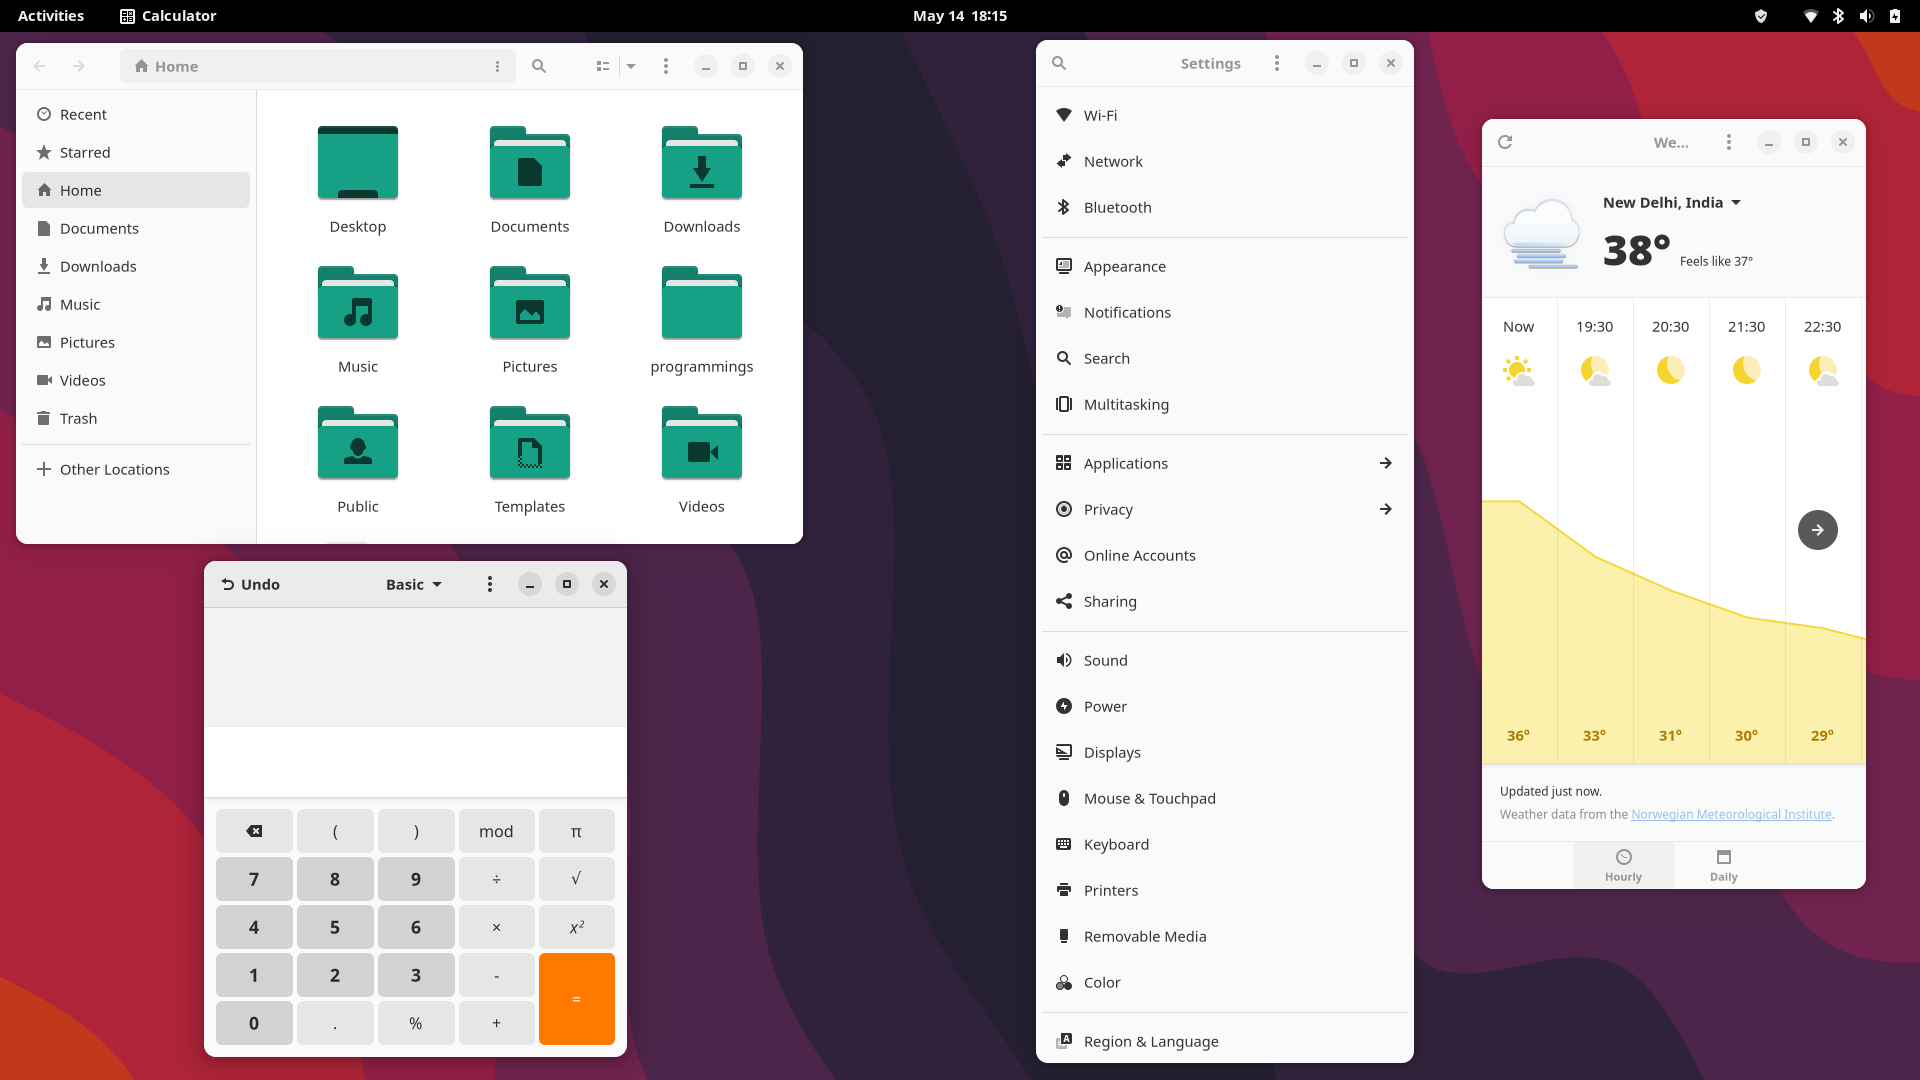 Activities
Calculator
May 14 18:15
Home
Recent
Starred
Home
Documents
Downloads
Music
Pictures
Videos
Trash
Other Locations
Desktop
Documents
Downloads
Music
Pictures
programmings
Public
Templates
Videos
Undo
Basic
( ) mod π
7 8 9 ÷ √
4 5 6 × x²
1 2 3 - =
0 . % +
Settings
Wi-Fi
Network
Bluetooth
Appearance
Notifications
Search
Multitasking
Applications
Privacy
Online Accounts
Sharing
Sound
Power
Displays
Mouse & Touchpad
Keyboard
Printers
Removable Media
Color
Region & Language
We...
New Delhi, India
38°
Feels like 37°
Now 19:30 20:30 21:30 22:30
36° 33° 31° 30° 29°
Updated just now.
Weather data from the Norwegian Meteorological Institute.
Hourly
Daily